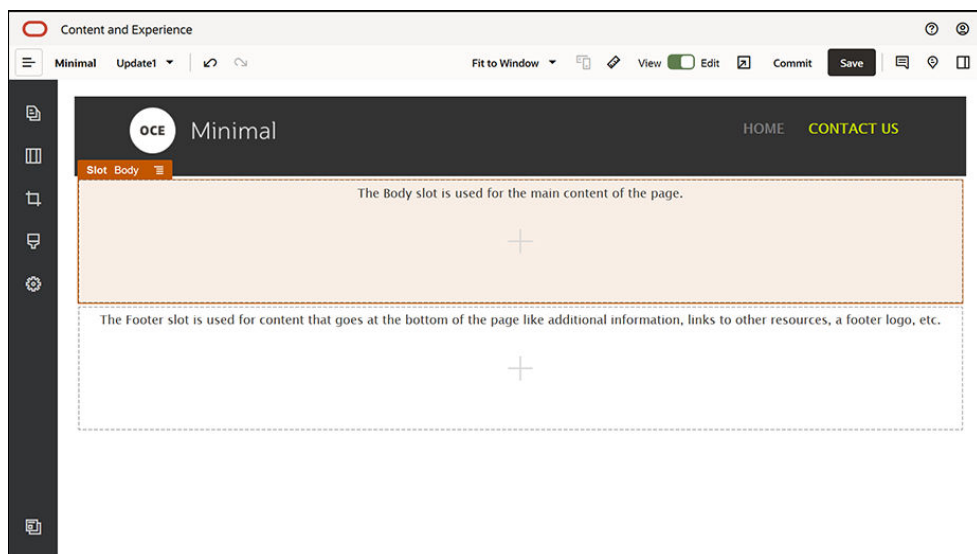 Content and Experience
Minimal Update1 Fit to Window View Edit Commit Save
OCE Minimal HOME CONTACT US
Slot Body
The Body slot is used for the main content of the page.
The Footer slot is used for content that goes at the bottom of the page like additional information, links to other resources, a footer logo, etc.